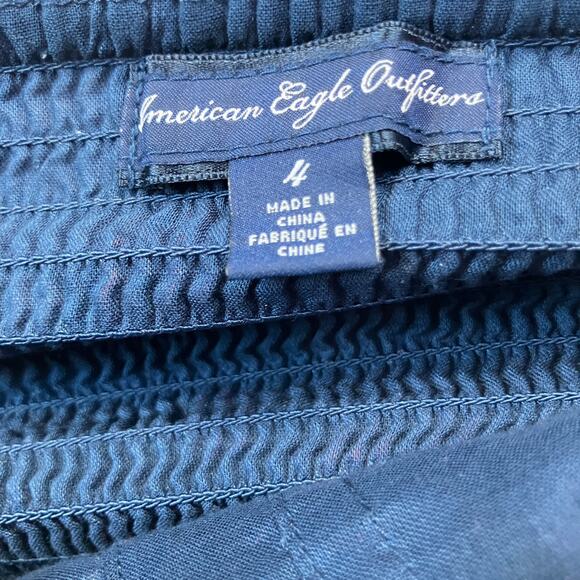 American Eagle Outfitters
4
MADE IN
CHINA
FABRIQUÉ EN
CHINE